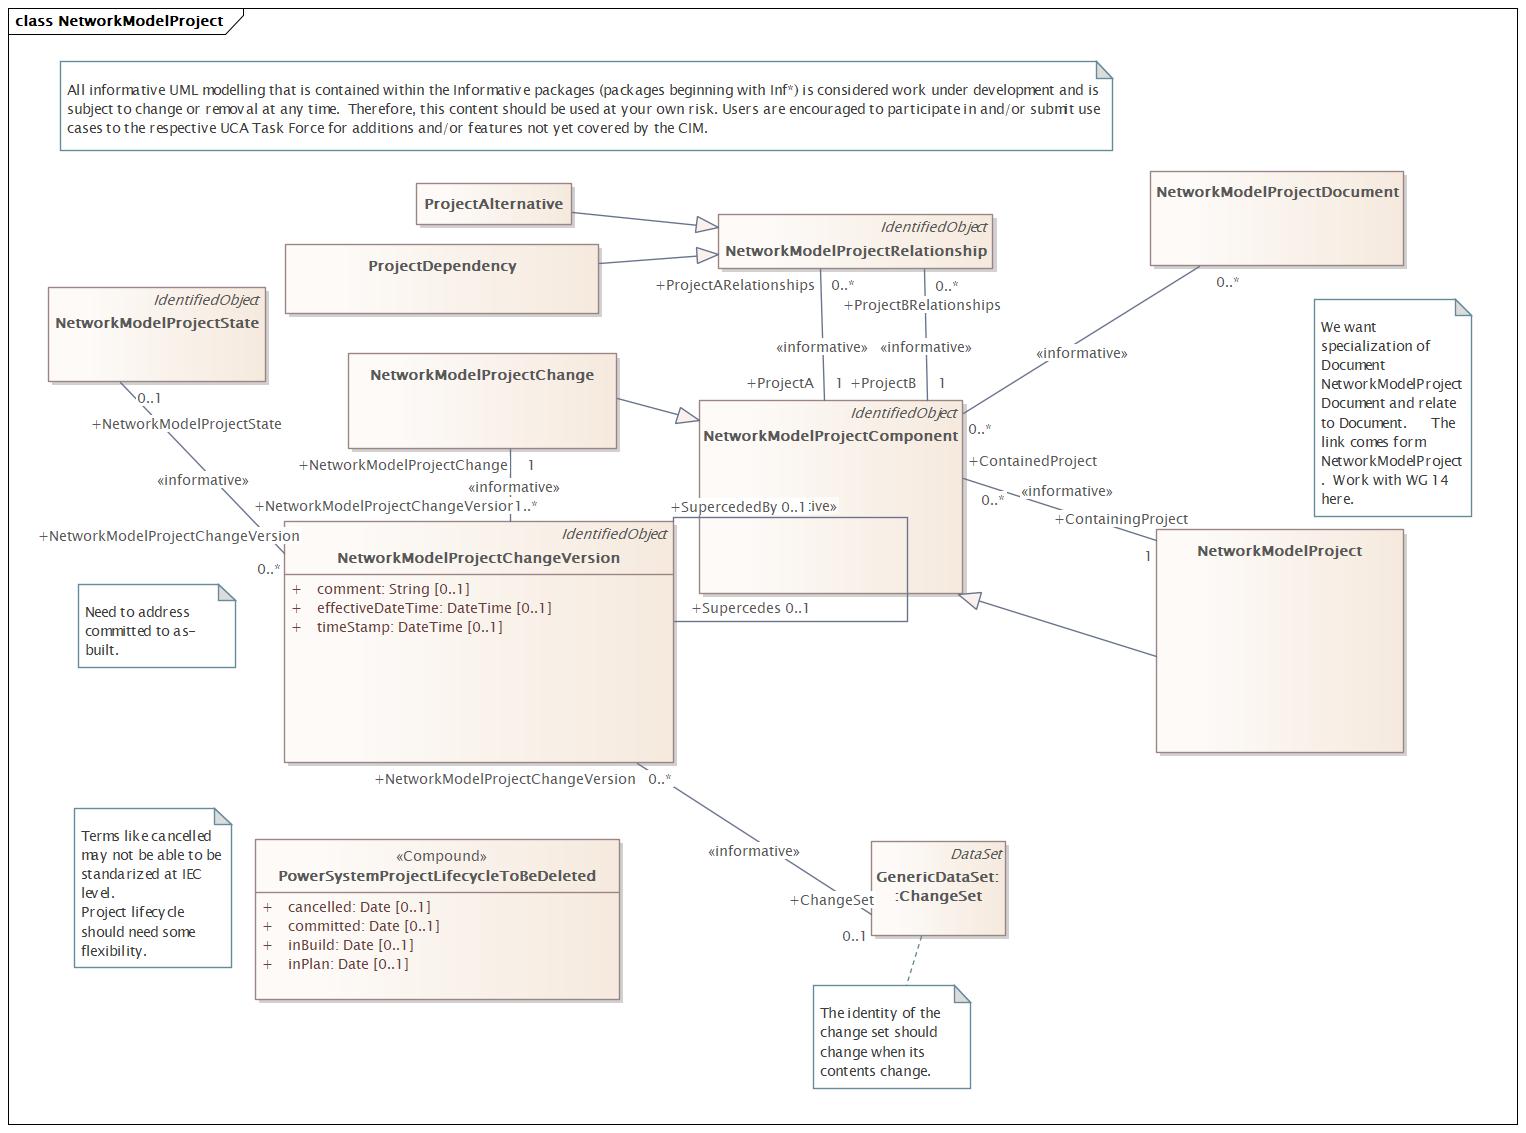 class NetworkModelProject
All informative UML modelling that is contained within the Informative packages (packages beginning with Inf*) is considered work under development and is
subject to change or removal at any time. Therefore, this content should be used at your own risk. Users are encouraged to participate in and/or submit use
cases to the respective UCA Task Force for additions and/or features not yet covered by the CIM.
ProjectAlternative
NetworkModelProjectDocument
IdentifiedObject
NetworkModelProjectRelationship
ProjectDependency
+ProjectARelationships 0..*
0..*
+ProjectBRelationships
0..*
IdentifiedObject
NetworkModelProjectState
We want
specialization of
Document
NetworkModelProject
Document and relate
to Document. The
link comes form
NetworkModelProject
. Work with WG 14
here.
«informative»
«informative»
«informative»
NetworkModelProjectChange
+ProjectA 1
+ProjectB 1
0..1
+NetworkModelProjectState
IdentifiedObject
NetworkModelProjectComponent
0..*
+ContainedProject
0..*
«informative»
+ContainingProject
1
+NetworkModelProjectChange 1
«informative»
«informative»
+NetworkModelProjectChangeVersion
1..*
+SupercededBy 0..1
ive»
+NetworkModelProjectChangeVersion
0..*
IdentifiedObject
NetworkModelProjectChangeVersion
+ comment: String [0..1]
+ effectiveDateTime: DateTime [0..1]
+ timeStamp: DateTime [0..1]
+Supercedes 0..1
NetworkModelProject
Need to address
committed to as-
built.
+NetworkModelProjectChangeVersion 0..*
«informative»
+ChangeSet
0..1
Terms like cancelled
may not be able to be
standarized at IEC
level.
Project lifecycle
should need some
flexibility.
«Compound»
PowerSystemProjectLifecycleToBeDeleted
+ cancelled: Date [0..1]
+ committed: Date [0..1]
+ inBuild: Date [0..1]
+ inPlan: Date [0..1]
DataSet
GenericDataSet:
:ChangeSet
The identity of the
change set should
change when its
contents change.